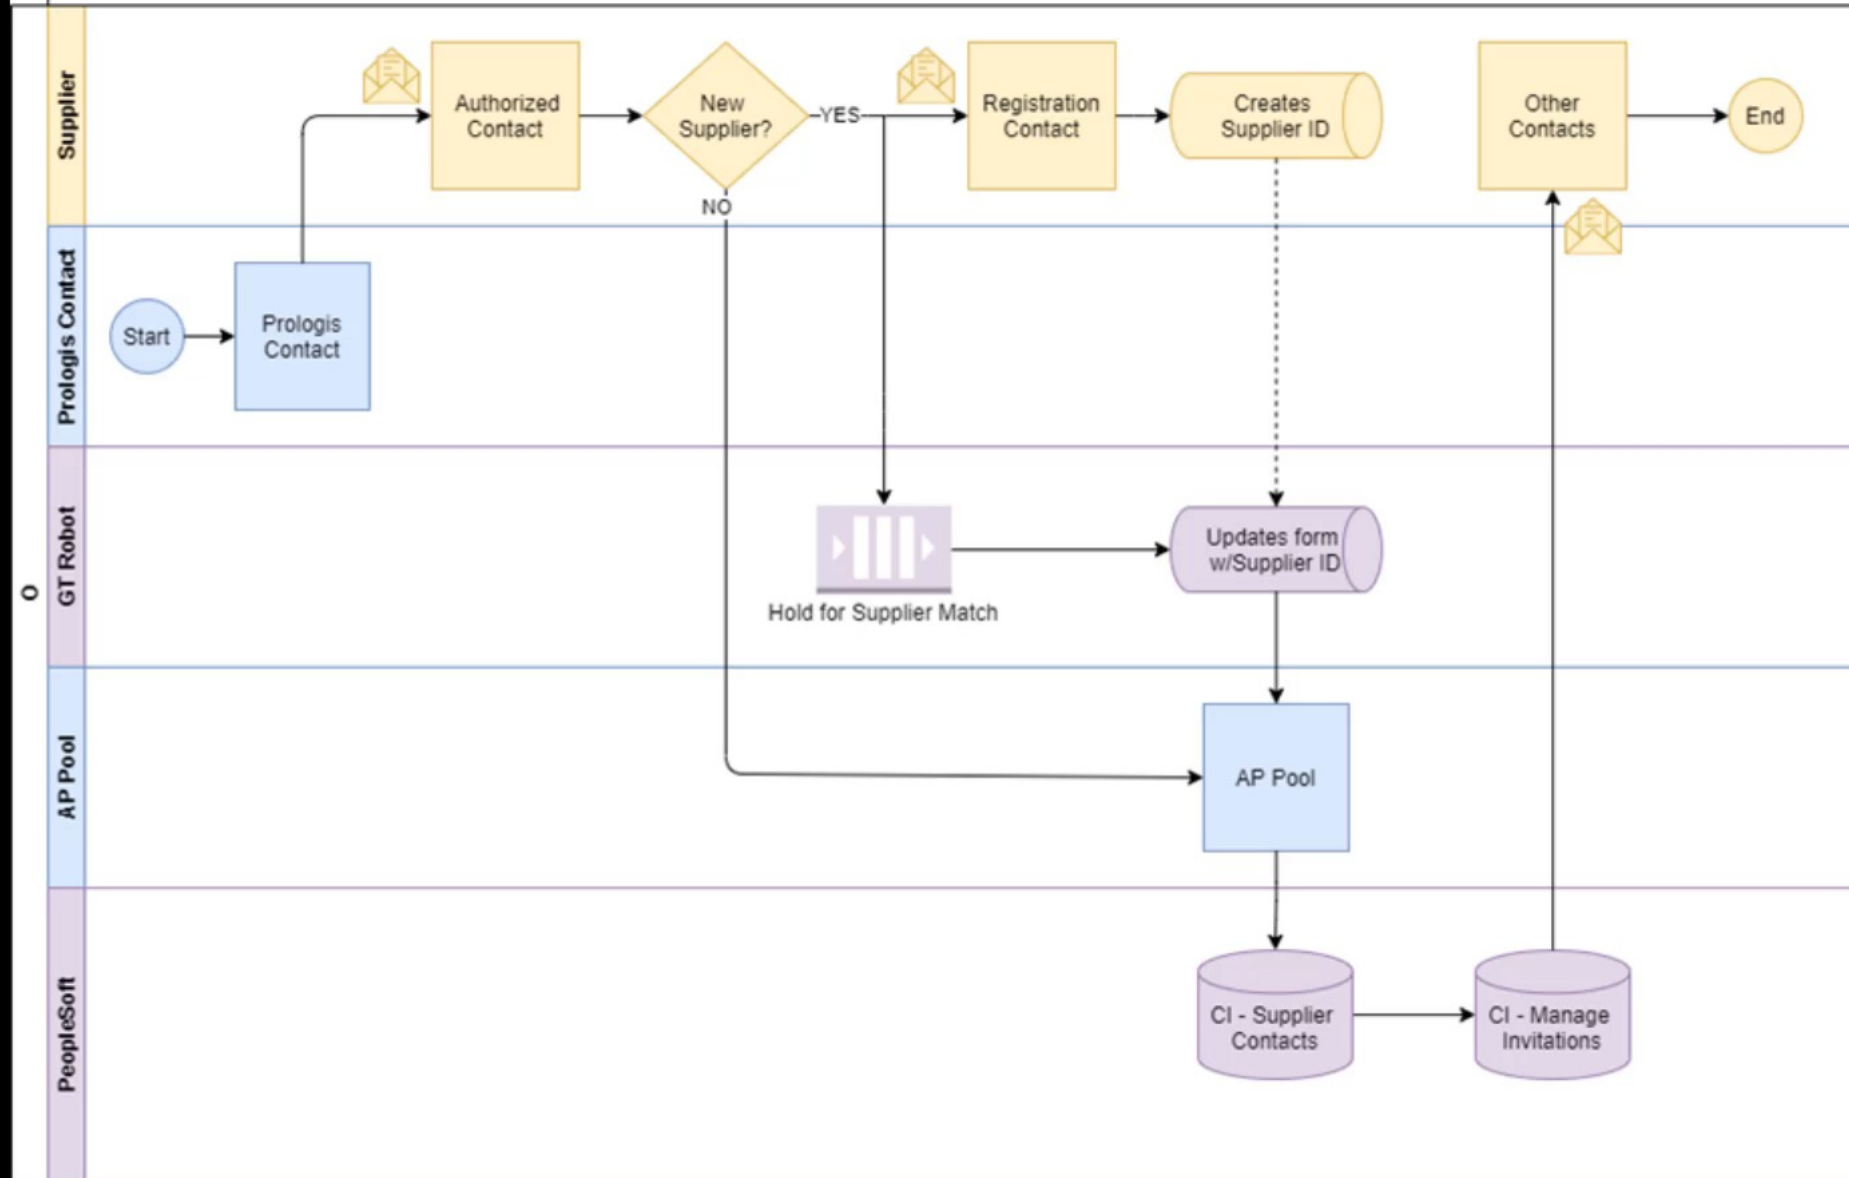 Supplier
Authorized
Contact
New
Supplier?
YES
NO
Registration
Contact
Creates
Supplier ID
Other
Contacts
End
Prologis Contact
Start
Prologis
Contact
O
GT Robot
Hold for Supplier Match
Updates form
w/Supplier ID
AP Pool
AP Pool
PeopleSoft
CI - Supplier
Contacts
CI - Manage
Invitations